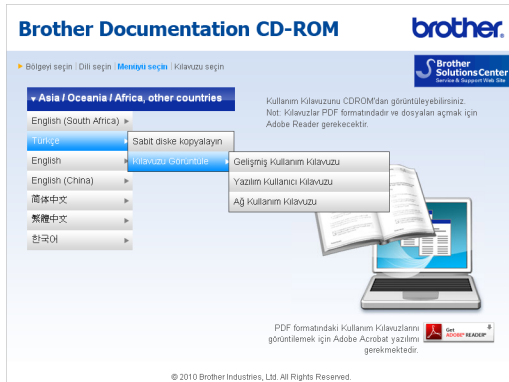 Brother Documentation CD-ROM
brother.
Bölgeyi seçin | Dili seçin | Menüyü seçin | Kılavuzu seçin
Brother
Solutions Center
Service & Support Web Site
Asia / Oceania / Africa, other countries
English (South Africa)
Türkçe
English
English (China)
简体中文
繁體中文
한국어
Sabit diske kopyalayın
Kılavuzu Görüntüle
Gelişmiş Kullanım Kılavuzu
Yazılım Kullanıcı Kılavuzu
Ağ Kullanım Kılavuzu
Kullanım Kılavuzunu CDROM'dan görüntüleyebilirsiniz.
Not: Kılavuzlar PDF formatındadır ve dosyaları açmak için
Adobe Reader gerekecektir.
PDF formatındaki Kullanım Kılavuzlarını
görüntülemek için Adobe Acrobat yazılımı
gerekmektedir.
Get
ADOBE® READER®
© 2010 Brother Industries, Ltd. All Rights Reserved.